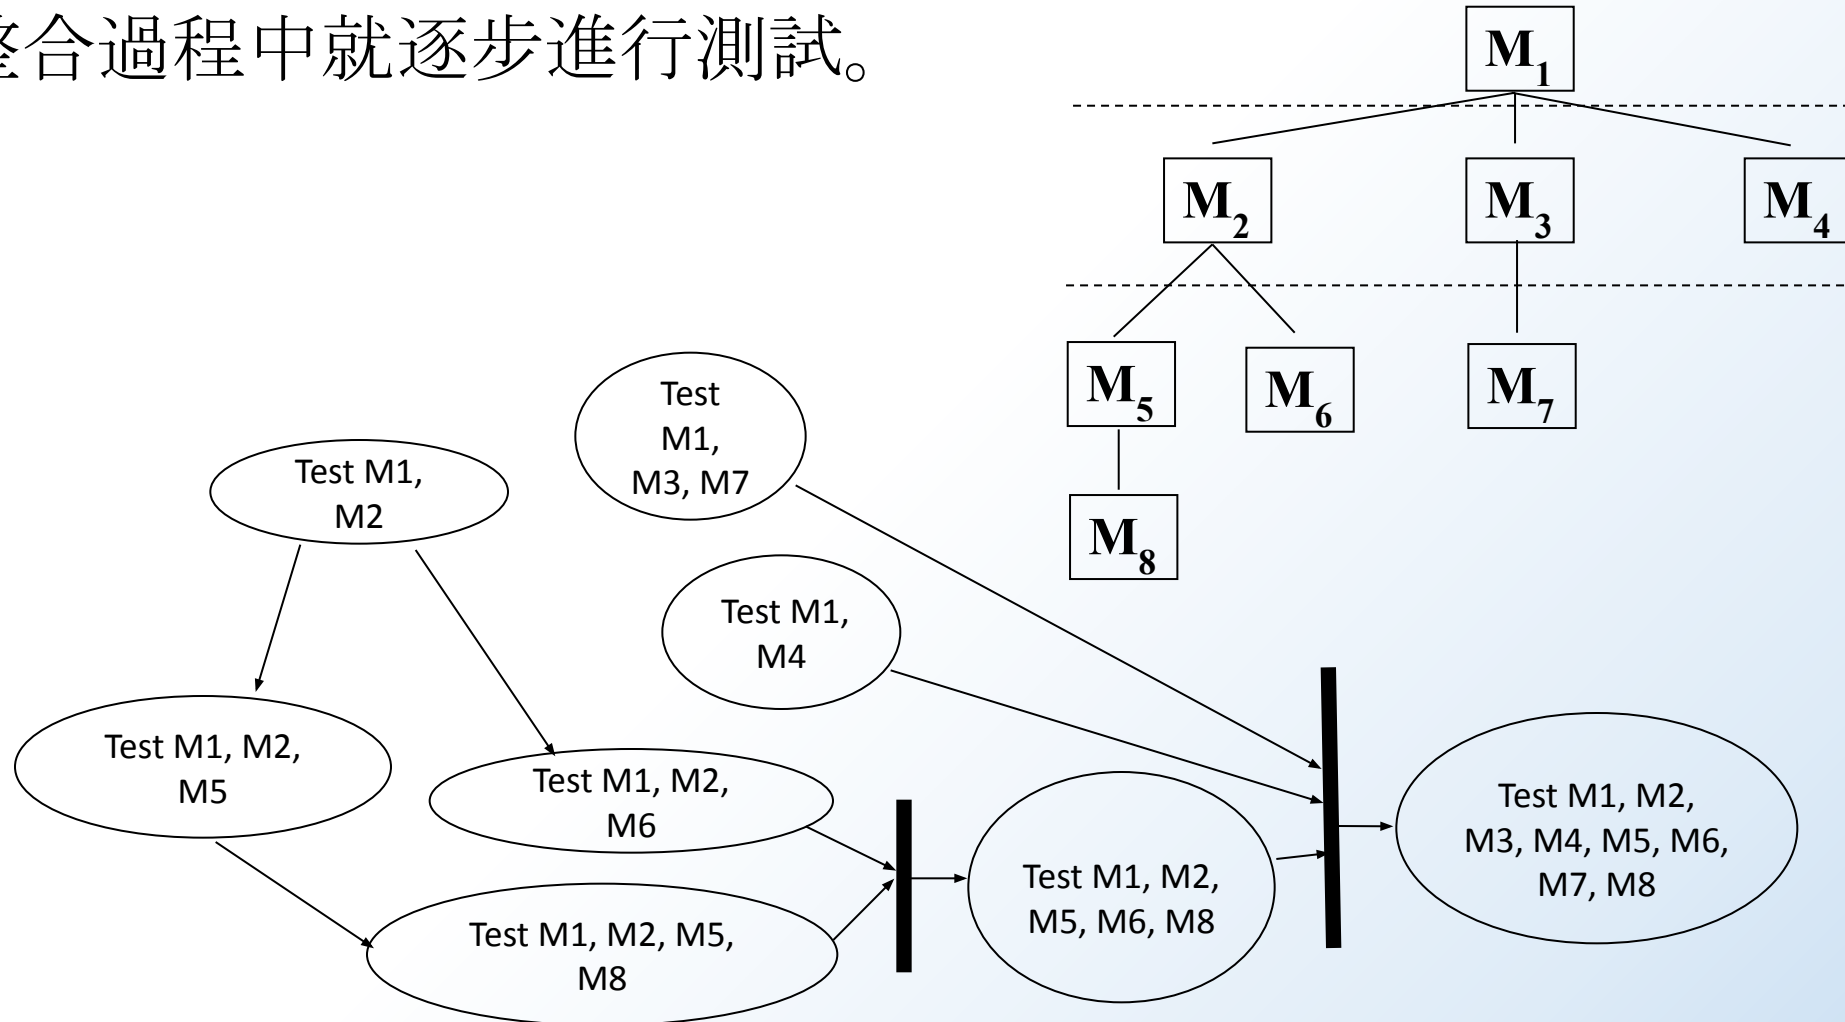 整合過程中就逐步進行測試。
M1
M2
M3
M4
M5
M6
M7
M8
Test
M1,
M3, M7
Test M1,
M2
Test M1,
M4
Test M1, M2,
M5
Test M1, M2,
M6
Test M1, M2, M5,
M8
Test M1, M2,
M5, M6, M8
Test M1, M2,
M3, M4, M5, M6,
M7, M8